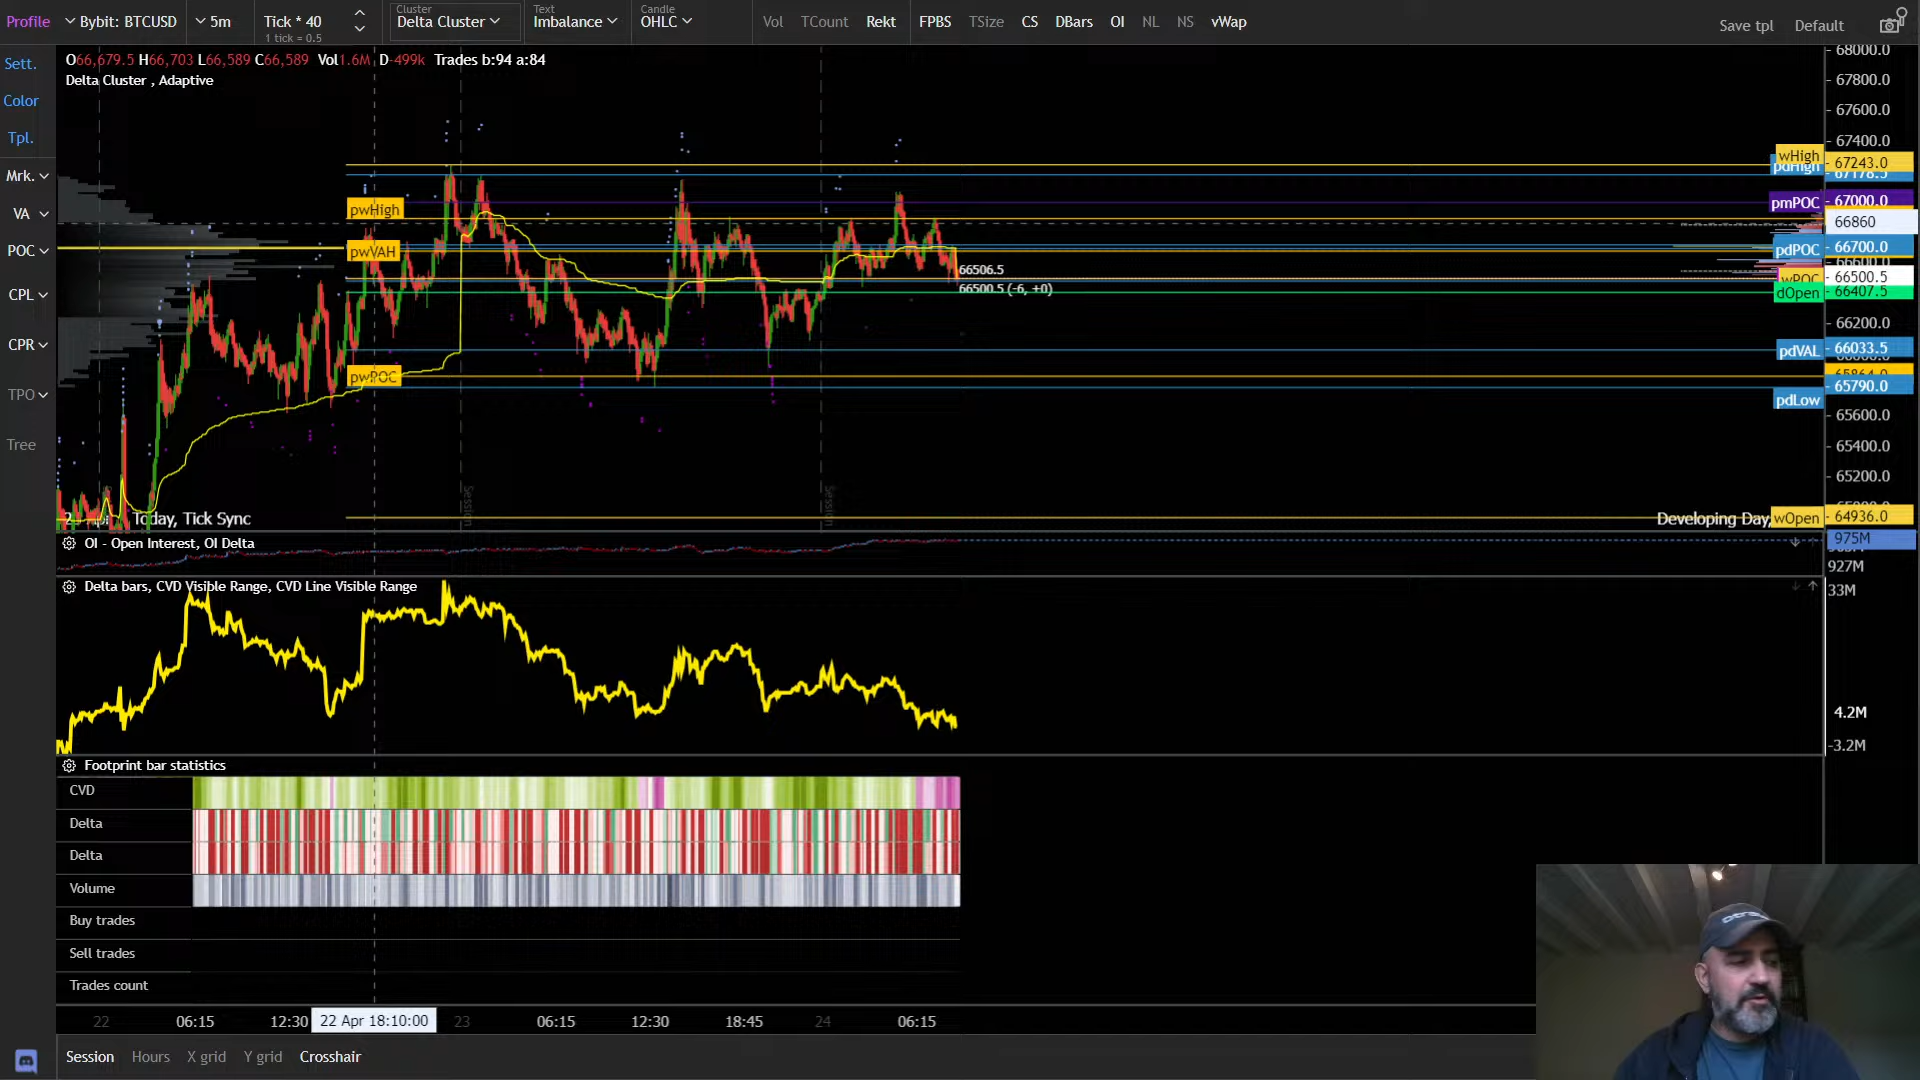 Profile
Bybit: BTCUSD
5m
Tick * 40
1 tick = 0.5
Cluster
Delta Cluster
Text
Imbalance
Candle
OHLC
Vol
TCount
Rekt
FPBS
TSize
CS
DBars
OI
NL
NS
vWap
Save tpl
Default
Sett.
Color
Tpl.
Mrk.
VA
POC
CPL
CPR
TPO
Tree
O66,679.5 H66,703 L66,589 C66,589 Vol1.6M D-499k Trades b:94 a:84
Delta Cluster , Adaptive
pwHigh
pwVAH
pwPOC
66506.5
66500.5 (-6, +0)
Session
Session
Today, Tick Sync
Developing Day,
wHigh
pdHigh
pmPOC
pdPOC
wPOC
dOpen
pdVAL
pdLow
wOpen
68000.0
67800.0
67600.0
67400.0
67243.0
67178.5
67000.0
66860
66700.0
66500.5
66407.5
66200.0
66033.5
65864.0
65790.0
65600.0
65400.0
65200.0
64936.0
OI - Open Interest, OI Delta
975M
927M
Delta bars, CVD Visible Range, CVD Line Visible Range
33M
4.2M
-3.2M
Footprint bar statistics
CVD
Delta
Delta
Volume
Buy trades
Sell trades
Trades count
22
06:15
12:30
22 Apr 18:10:00
23
06:15
12:30
18:45
24
06:15
Session
Hours
X grid
Y grid
Crosshair